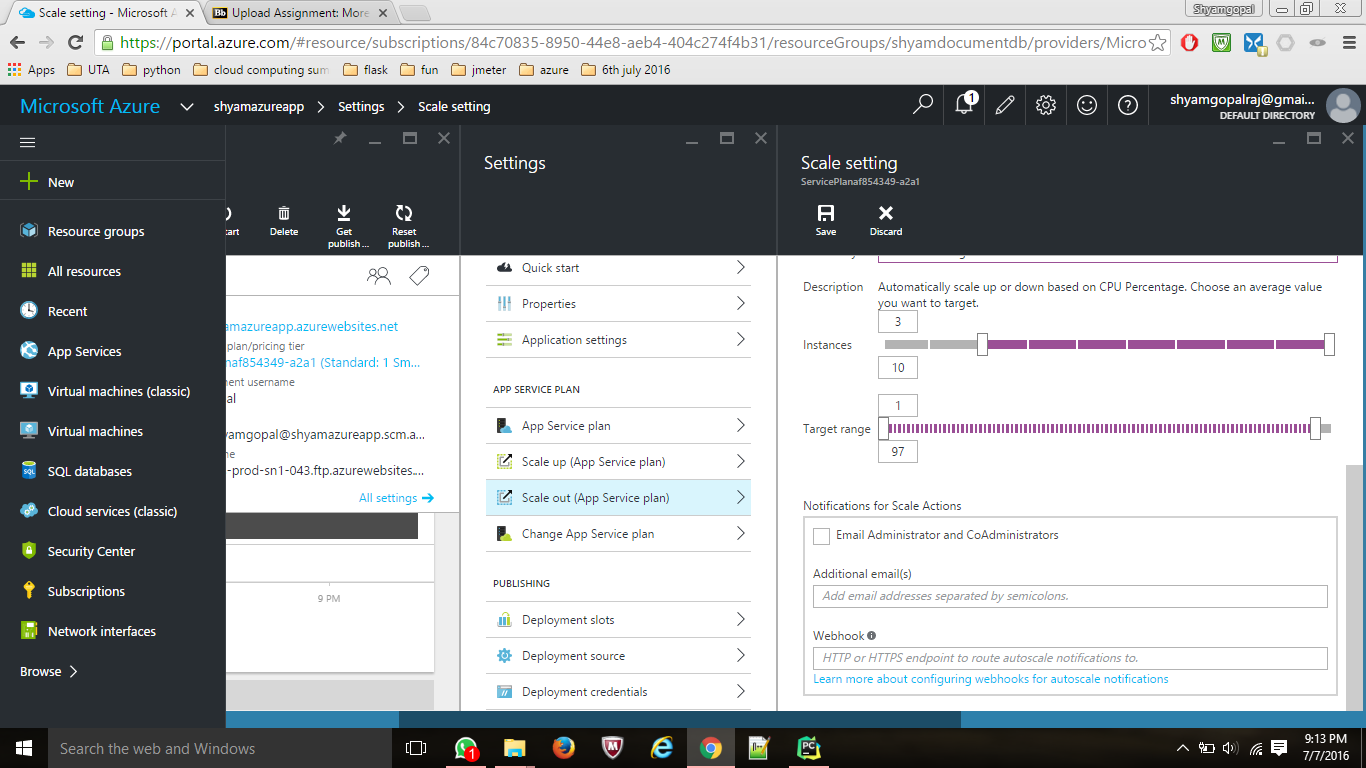 Scale setting - Microsoft A
Upload Assignment: More
Shyamgopal
https://portal.azure.com/#resource/subscriptions/84c70835-8950-44e8-aeb4-404c274f4b31/resourceGroups/shyamdocumentdb/providers/Micro
Apps
UTA
python
cloud computing sum
flask
fun
jmeter
azure
6th july 2016
Microsoft Azure
shyamazureapp
Settings
Scale setting
1
shyamgopalraj@gmai...
DEFAULT DIRECTORY
New
Resource groups
All resources
Recent
App Services
Virtual machines (classic)
Virtual machines
SQL databases
Cloud services (classic)
Security Center
Subscriptions
Network interfaces
Browse
tart
Delete
Get
publish ...
Reset
publish ...
amazureapp.azurewebsites.net
plan/pricing tier
naf854349-a2a1 (Standard: 1 Sm...
nent username
al
yamgopal@shyamazureapp.scm.a...
ne
-prod-sn1-043.ftp.azurewebsites....
All settings
9 PM
Settings
Quick start
Properties
Application settings
APP SERVICE PLAN
App Service plan
Scale up (App Service plan)
Scale out (App Service plan)
Change App Service plan
PUBLISHING
Deployment slots
Deployment source
Deployment credentials
Scale setting
ServicePlanaf854349-a2a1
Save
Discard
Description
Automatically scale up or down based on CPU Percentage. Choose an average value
you want to target.
3
Instances
10
1
Target range
97
Notifications for Scale Actions
Email Administrator and CoAdministrators
Additional email(s)
Add email addresses separated by semicolons.
Webhook
HTTP or HTTPS endpoint to route autoscale notifications to.
Learn more about configuring webhooks for autoscale notifications
Search the web and Windows
1
9:13 PM
7/7/2016